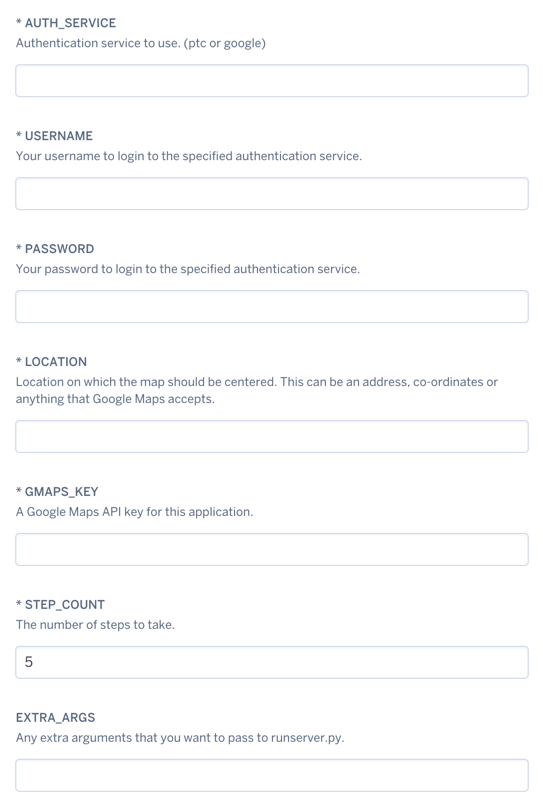 * AUTH_SERVICE
Authentication service to use. (ptc or google)
* USERNAME
Your username to login to the specified authentication service.
* PASSWORD
Your password to login to the specified authentication service.
* LOCATION
Location on which the map should be centered. This can be an address, co-ordinates or
anything that Google Maps accepts.
* GMAPS_KEY
A Google Maps API key for this application.
* STEP_COUNT
The number of steps to take.
5
EXTRA_ARGS
Any extra arguments that you want to pass to runserver.py.